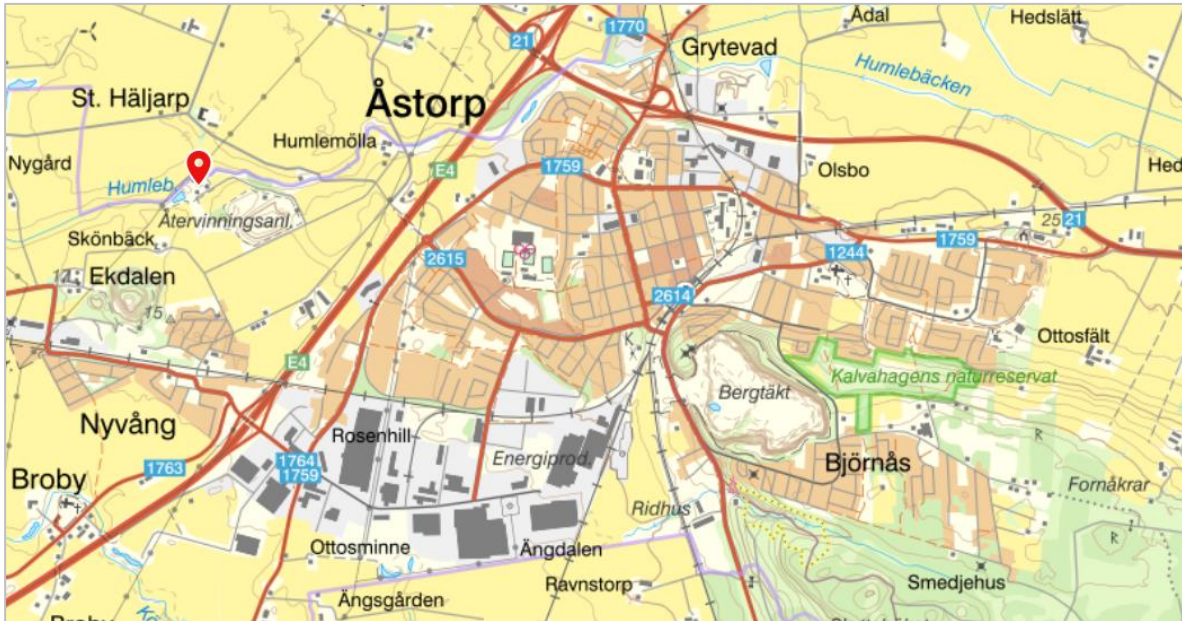 1770
Ådal
Hedslätt
21
Grytevad
Humlebäcken
St. Häljarp
Åstorp
Humlemölla
Nygård
E4
1759
Olsbo
Hed
Humleb.
Återvinningsanl.
25
21
Skönbäck
1759
2615
1244
Ekdalen
2614
15
Ottosfält
E4
K
Kalvahagens naturreservat
Bergtäkt
Nyvång
Rosenhill
R
1764
Energiprod.
Björnås
1763
1759
Broby
Fornåkrar
Ridhus
R
Ottosminne
Ängdalen
Ravnstorp
Smedjehus
Ängsgården